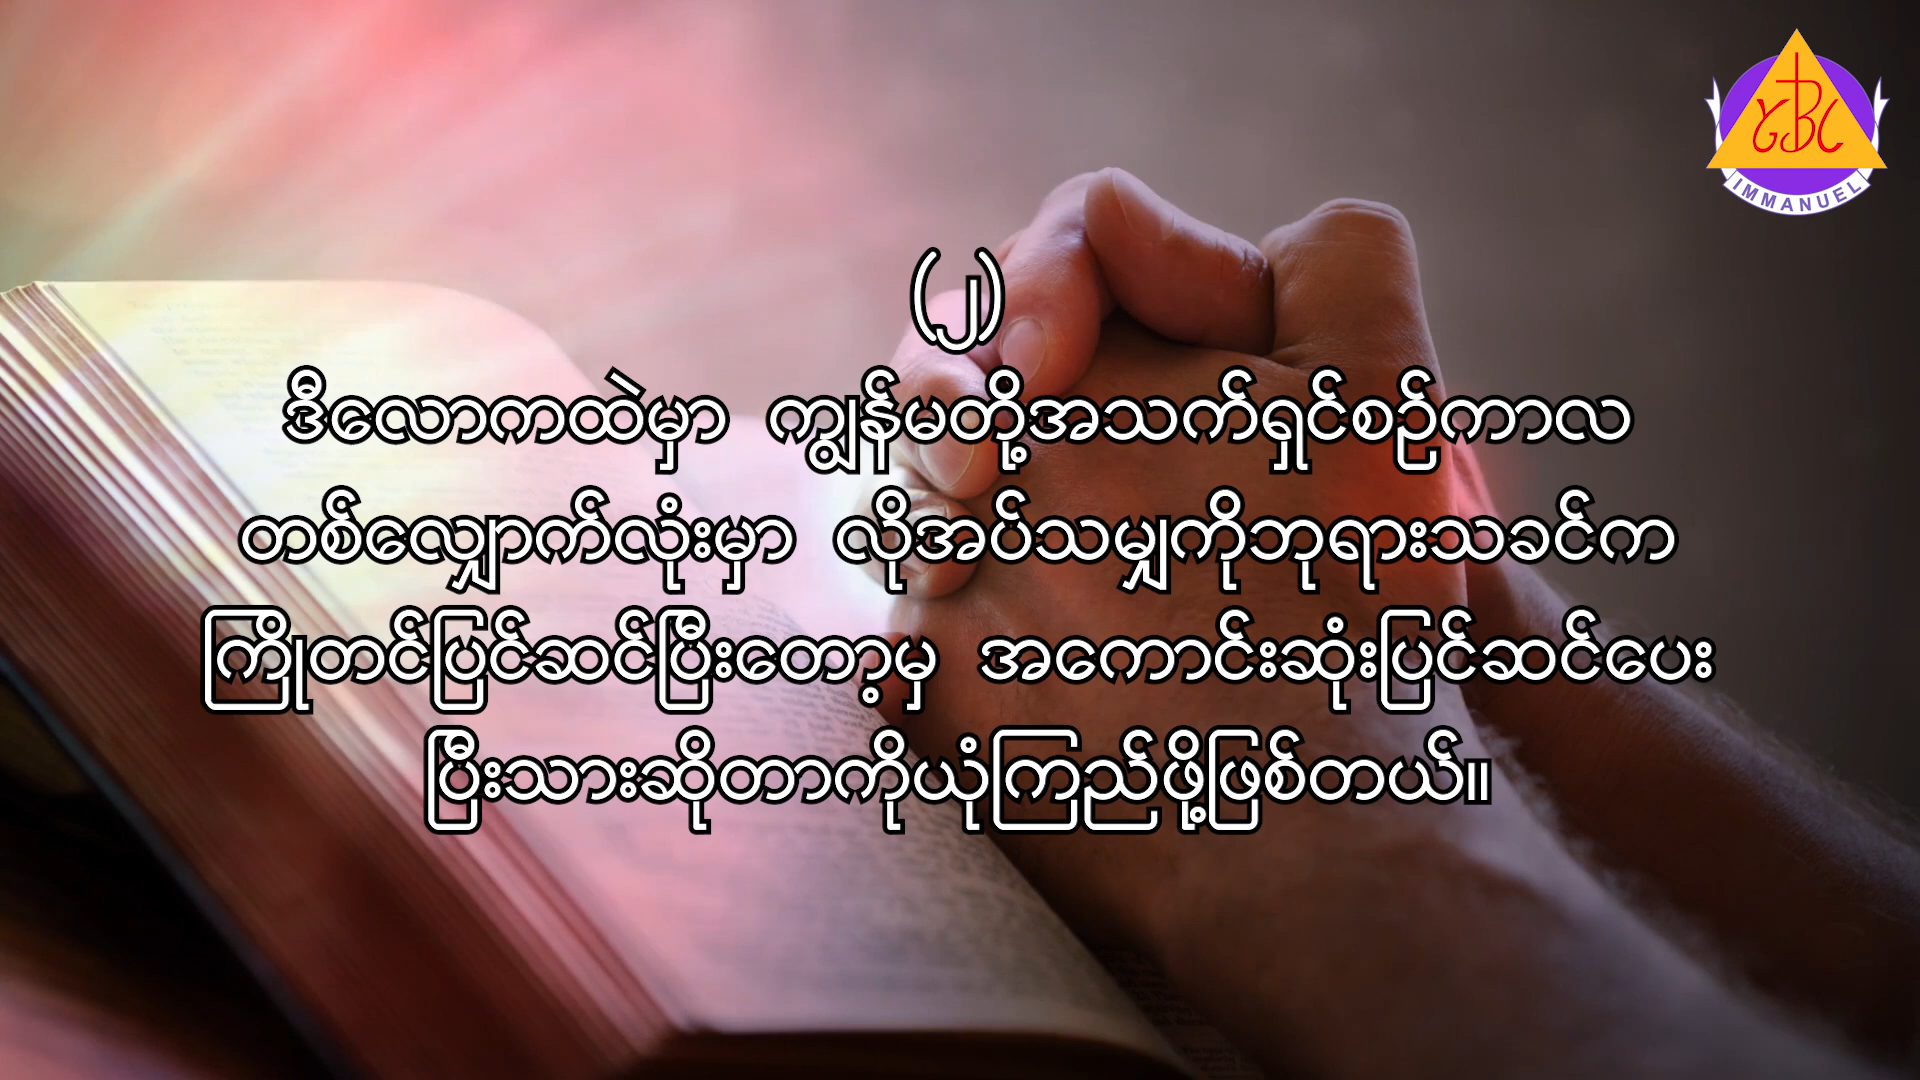 YBC
IMMANUEL
(၂)
ဒီလောကထဲမှာ ကျွန်မတို့အသက်ရှင်စဉ်ကာလ
တစ်လျှောက်လုံးမှာ လိုအပ်သမျှကိုဘုရားသခင်က
ကြိုတင်ပြင်ဆင်ပြီးတော့မှ အကောင်းဆုံးပြင်ဆင်ပေး
ပြီးသားဆိုတာကိုယုံကြည်ဖို့ဖြစ်တယ်။